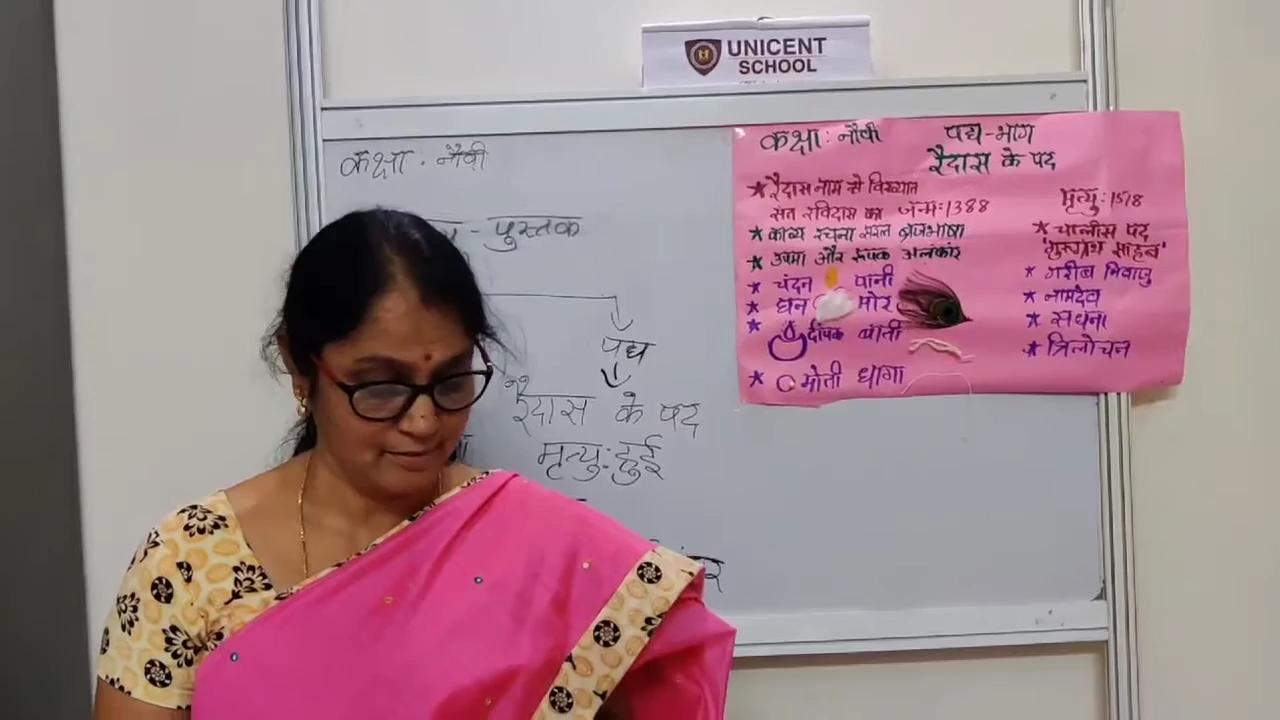 UNICENT
SCHOOL
कक्षा : नौवी
पुस्तक
पद्य
रैदास के पद
मृत्यु: हुई
कक्षा: नौवी
पद्य-भाग
रैदास के पद
★ रैदास नाम से विख्यात
संत रविदास का जन्म:1388
★ काव्य रचना सरल ब्रजभाषा
★ उपमा और रूपक अलंकार
★ चंदन पानी
★ घन मोर
★ दीपक बाती
★ मोती धागा
मृत्यु:1518
★ चालीस पद
'गुरुग्रंथ साहब'
★ गरीब निवाजु
★ नामदेव
★ सधना
★ त्रिलोचन